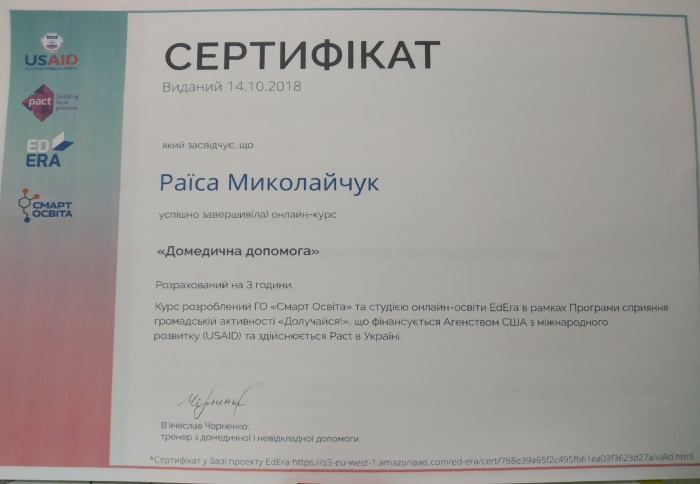 USAID
pact
building
local
promise
ED
ERA
СМАРТ
ОСВІТА
СЕРТИФІКАТ
Виданий 14.10.2018
який засвідчує, що
Раїса Миколайчук
успішно завершив(ла) онлайн-курс
«Домедична допомога»
Розрахований на 3 години.
Курс розроблений ГО «Смарт Освіта» та студією онлайн-освіти EdEra в рамках Програми сприяння
громадській активності «Долучайся!», що фінансується Агенством США з міжнародного
розвитку (USAID) та здійснюється Pact в Україні.
В'ячеслав Чорненко,
тренер з домедичної і невідкладної допомоги
*Сертифікат у базі проекту EdEra https://s3-eu-west-1.amazonaws.com/ed-era/cert/768e39a65f2c495fb61ea03f3623d27a/valid.html